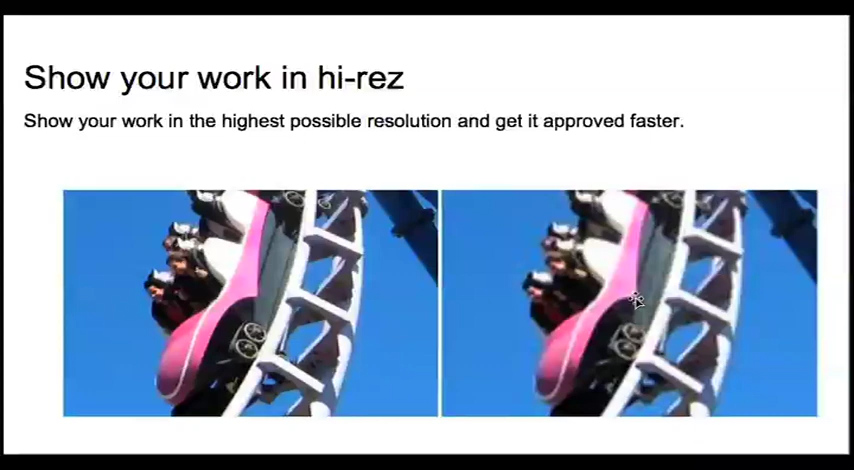 Show your work in hi-rez
Show your work in the highest possible resolution and get it approved faster.